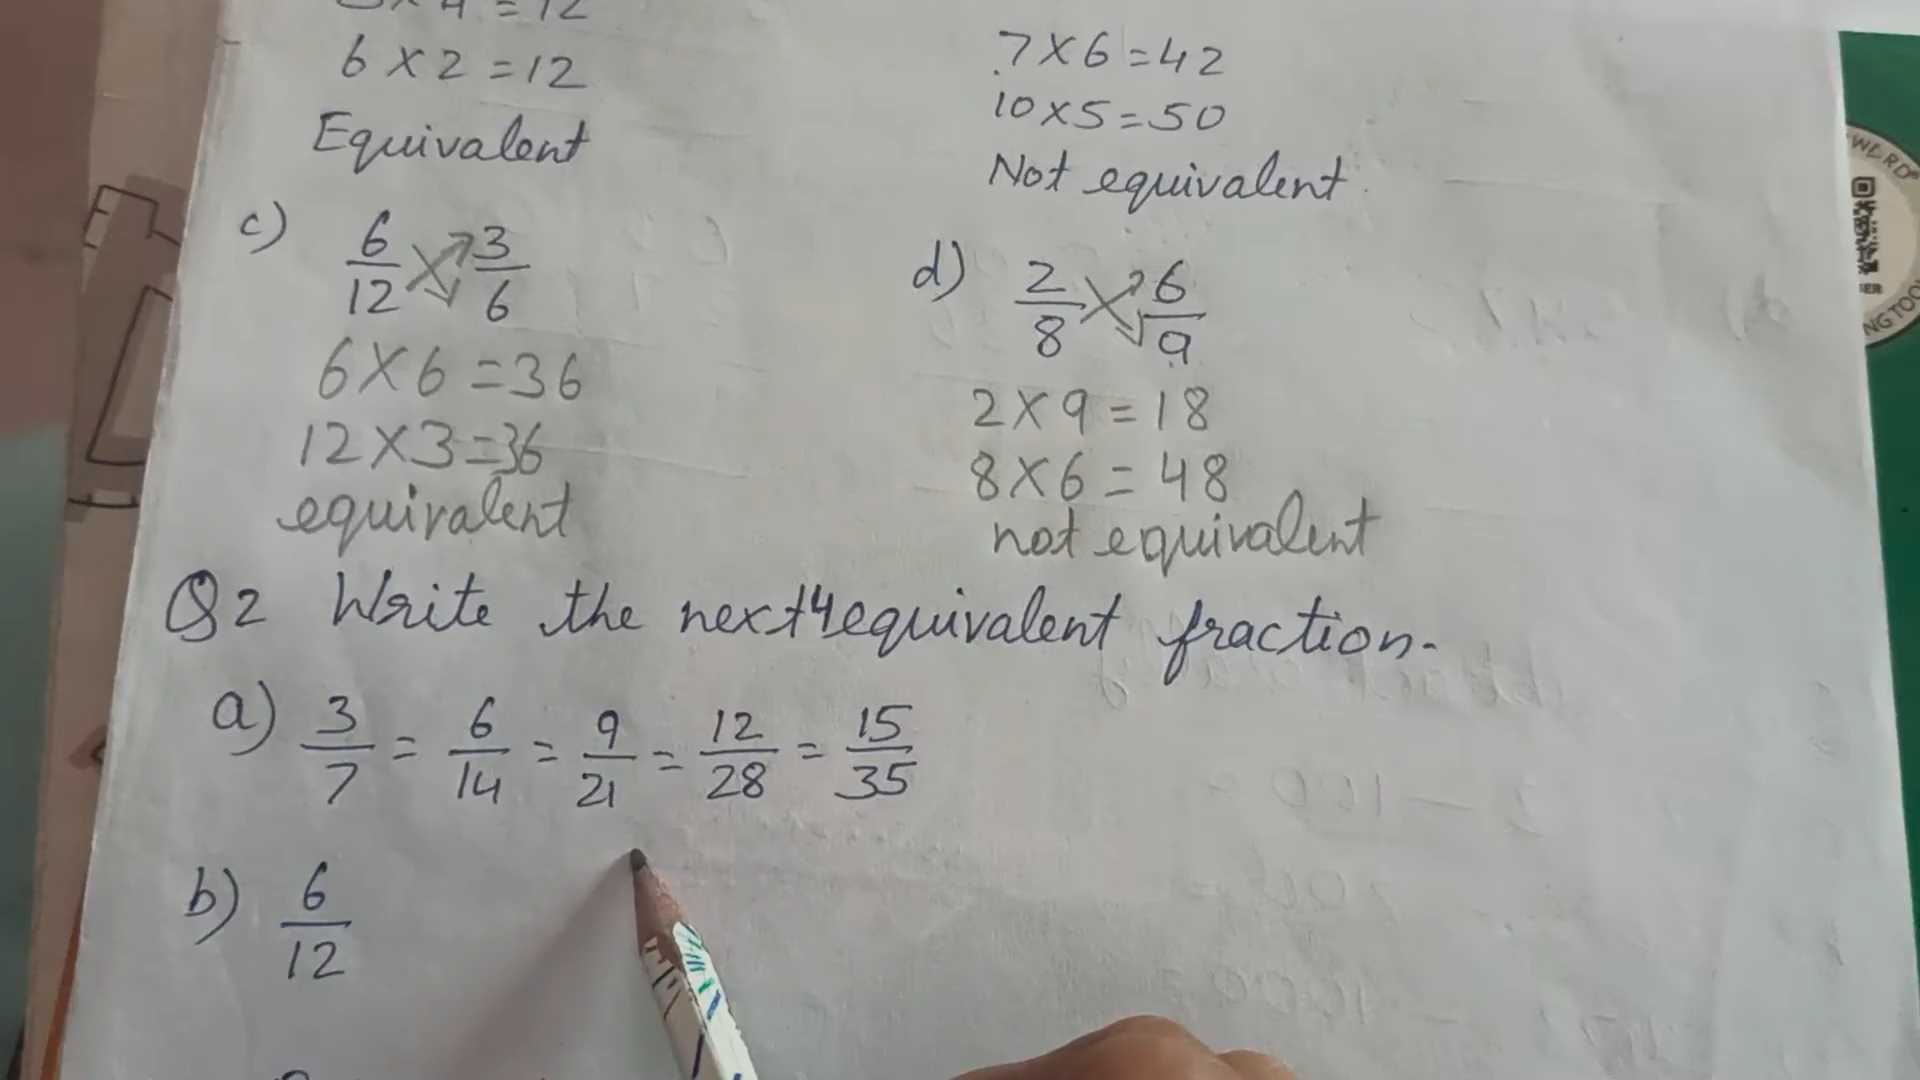 6 × 2 = 12
Equivalent
7 × 6 = 42
10 × 5 = 50
Not equivalent
c) 6/12 × 3/6
6 × 6 = 36
12 × 3 = 36
equivalent
d) 2/8 × 6/9
2 × 9 = 18
8 × 6 = 48
not equivalent
Q2 Write the next 4 equivalent fraction.
a) 3/7 = 6/14 = 9/21 = 12/28 = 15/35
b) 6/12